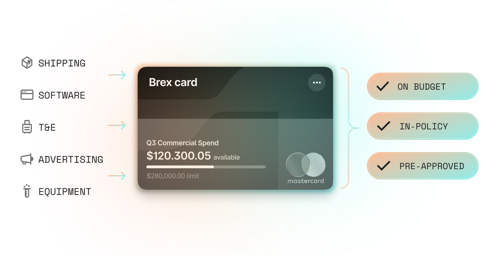 SHIPPING
SOFTWARE
T&E
ADVERTISING
EQUIPMENT
Brex card
Q3 Commercial Spend
$120.300.05 available
$280,000.00 limit
mastercard
ON BUDGET
IN-POLICY
PRE-APPROVED